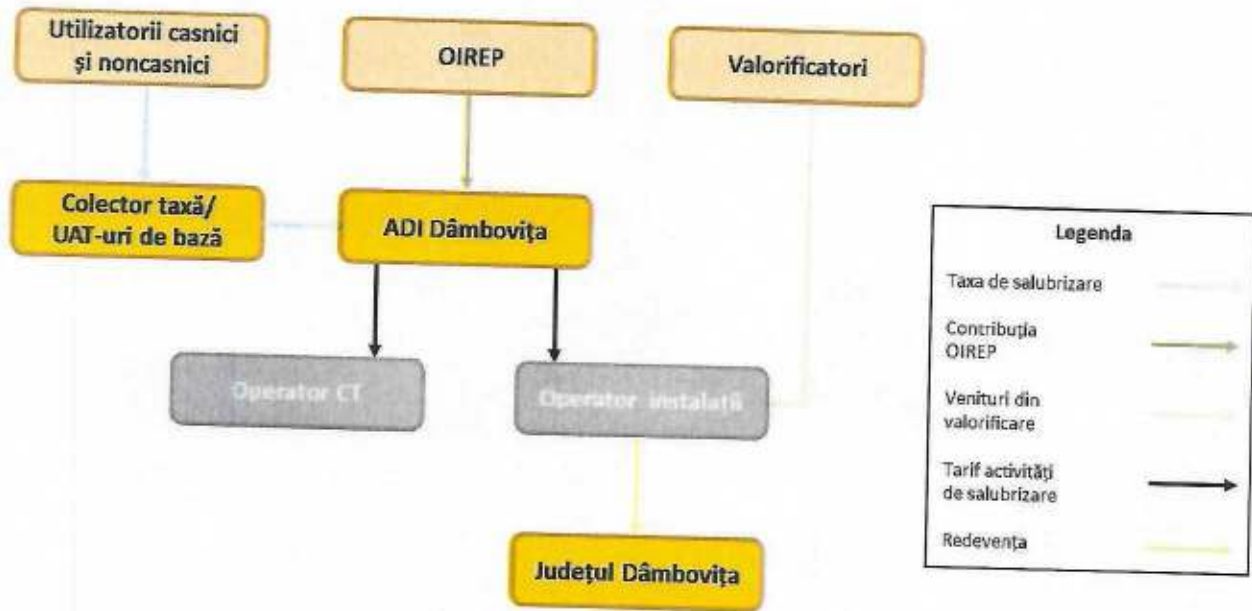 Utilizatorii casnici
și noncasnici
OIREP
Valorificatori
Colector taxă/
UAT-uri de bază
ADI Dâmbovița
Operator CT
Operator instalații
Județul Dâmbovița
Legenda
Taxa de salubrizare
Contribuția
OIREP
Venituri din
valorificare
Tarif activități
de salubrizare
Redevența